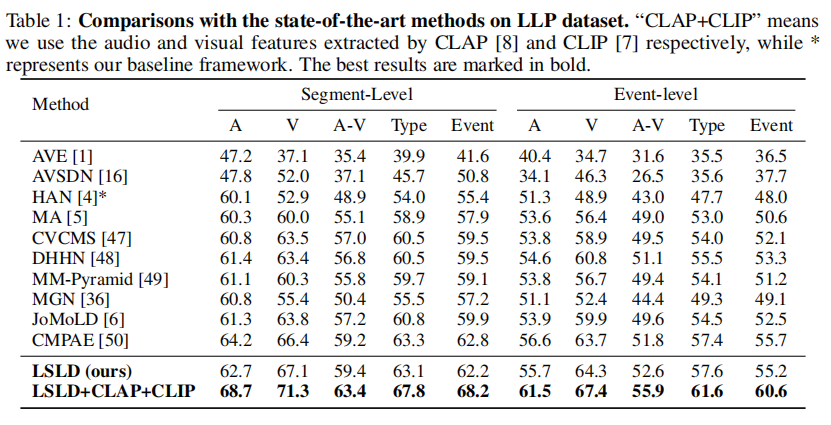 Table 1: Comparisons with the state-of-the-art methods on LLP dataset. “CLAP+CLIP” means
we use the audio and visual features extracted by CLAP [8] and CLIP [7] respectively, while *
represents our baseline framework. The best results are marked in bold.
Method Segment-Level Event-level
A V A-V Type Event A V A-V Type Event
AVE [1] 47.2 37.1 35.4 39.9 41.6 40.4 34.7 31.6 35.5 36.5
AVSDN [16] 47.8 52.0 37.1 45.7 50.8 34.1 46.3 26.5 35.6 37.7
HAN [4]* 60.1 52.9 48.9 54.0 55.4 51.3 48.9 43.0 47.7 48.0
MA [5] 60.3 60.0 55.1 58.9 57.9 53.6 56.4 49.0 53.0 50.6
CVCMS [47] 60.8 63.5 57.0 60.5 59.5 53.8 58.9 49.5 54.0 52.1
DHHN [48] 61.4 63.4 56.8 60.5 59.5 54.6 60.8 51.1 55.5 53.3
MM-Pyramid [49] 61.1 60.3 55.8 59.7 59.1 53.8 56.7 49.4 54.1 51.2
MGN [36] 60.8 55.4 50.4 55.5 57.2 51.1 52.4 44.4 49.3 49.1
JoMoLD [6] 61.3 63.8 57.2 60.8 59.9 53.9 59.9 49.6 54.5 52.5
CMPAE [50] 64.2 66.4 59.2 63.3 62.8 56.6 63.7 51.8 57.4 55.7
LSLD (ours) 62.7 67.1 59.4 63.1 62.2 55.7 64.3 52.6 57.6 55.2
LSLD+CLAP+CLIP 68.7 71.3 63.4 67.8 68.2 61.5 67.4 55.9 61.6 60.6